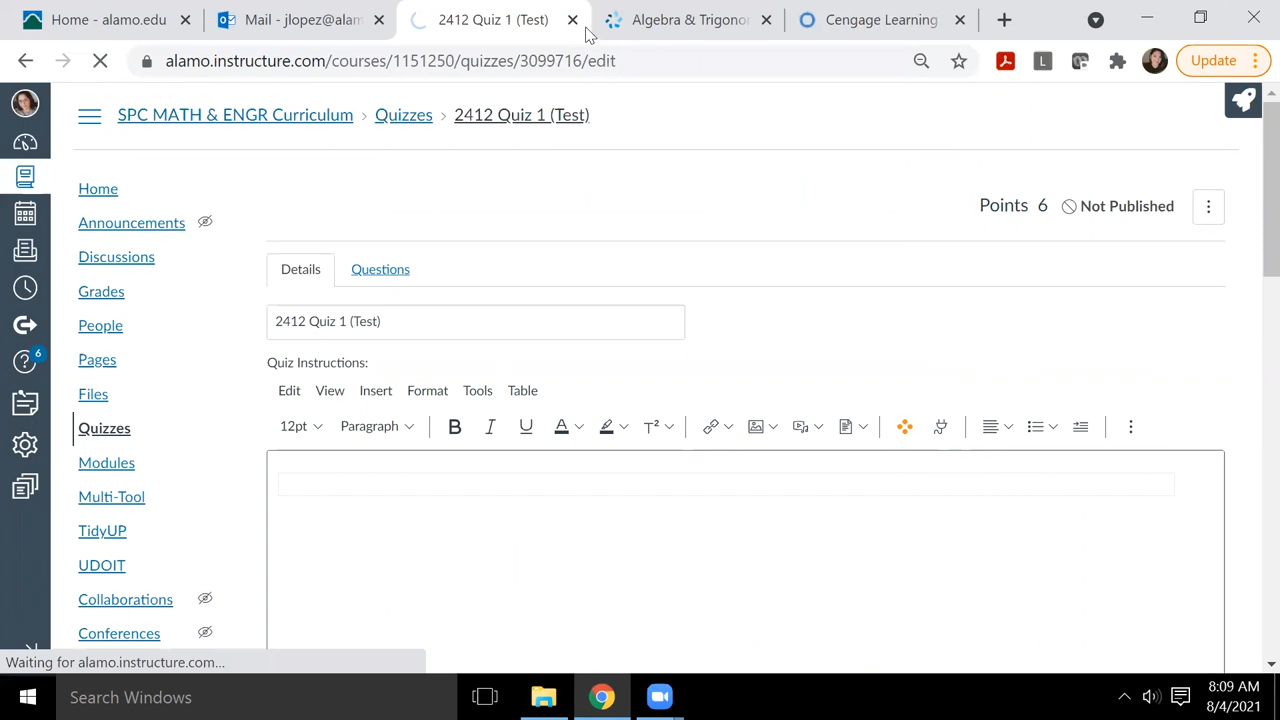 Home - alamo.edu
Mail - jlopez@alam
2412 Quiz 1 (Test)
Algebra & Trigonor
Cengage Learning
alamo.instructure.com/courses/1151250/quizzes/3099716/edit
L
Update
SPC MATH & ENGR Curriculum > Quizzes > 2412 Quiz 1 (Test)
Home
Announcements
Discussions
Grades
People
Pages
Files
Quizzes
Modules
Multi-Tool
TidyUP
UDOIT
Collaborations
Conferences
6
Points 6 Not Published
Details Questions
2412 Quiz 1 (Test)
Quiz Instructions:
Edit View Insert Format Tools Table
12pt Paragraph B I U A T²
Waiting for alamo.instructure.com...
Search Windows
8:09 AM
8/4/2021